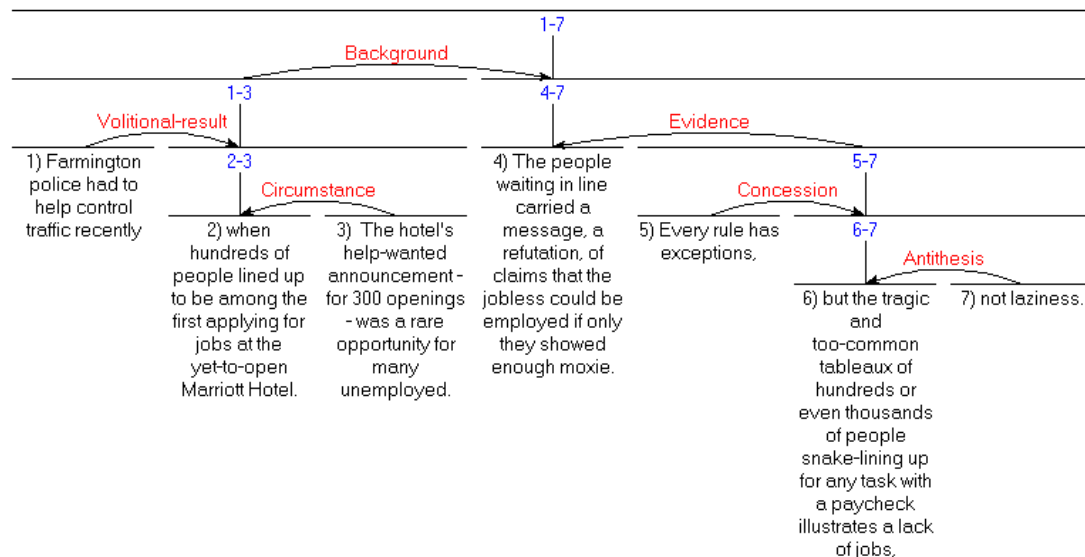 1-7
Background
1-3
4-7
Volitional-result
Evidence
1) Farmington
police had to
help control
traffic recently
2-3
Circumstance
2) when
hundreds of
people lined up
to be among the
first applying for
jobs at the
yet-to-open
Marriott Hotel.
3) The hotel's
help-wanted
announcement -
for 300 openings
- was a rare
opportunity for
many
unemployed.
4) The people
waiting in line
carried a
message, a
refutation, of
claims that the
jobless could be
employed if only
they showed
enough moxie.
5-7
Concession
5) Every rule has
exceptions,
6-7
Antithesis
6) but the tragic
and
too-common
tableaux of
hundreds or
even thousands
of people
snake-lining up
for any task with
a paycheck
illustrates a lack
of jobs,
7) not laziness.